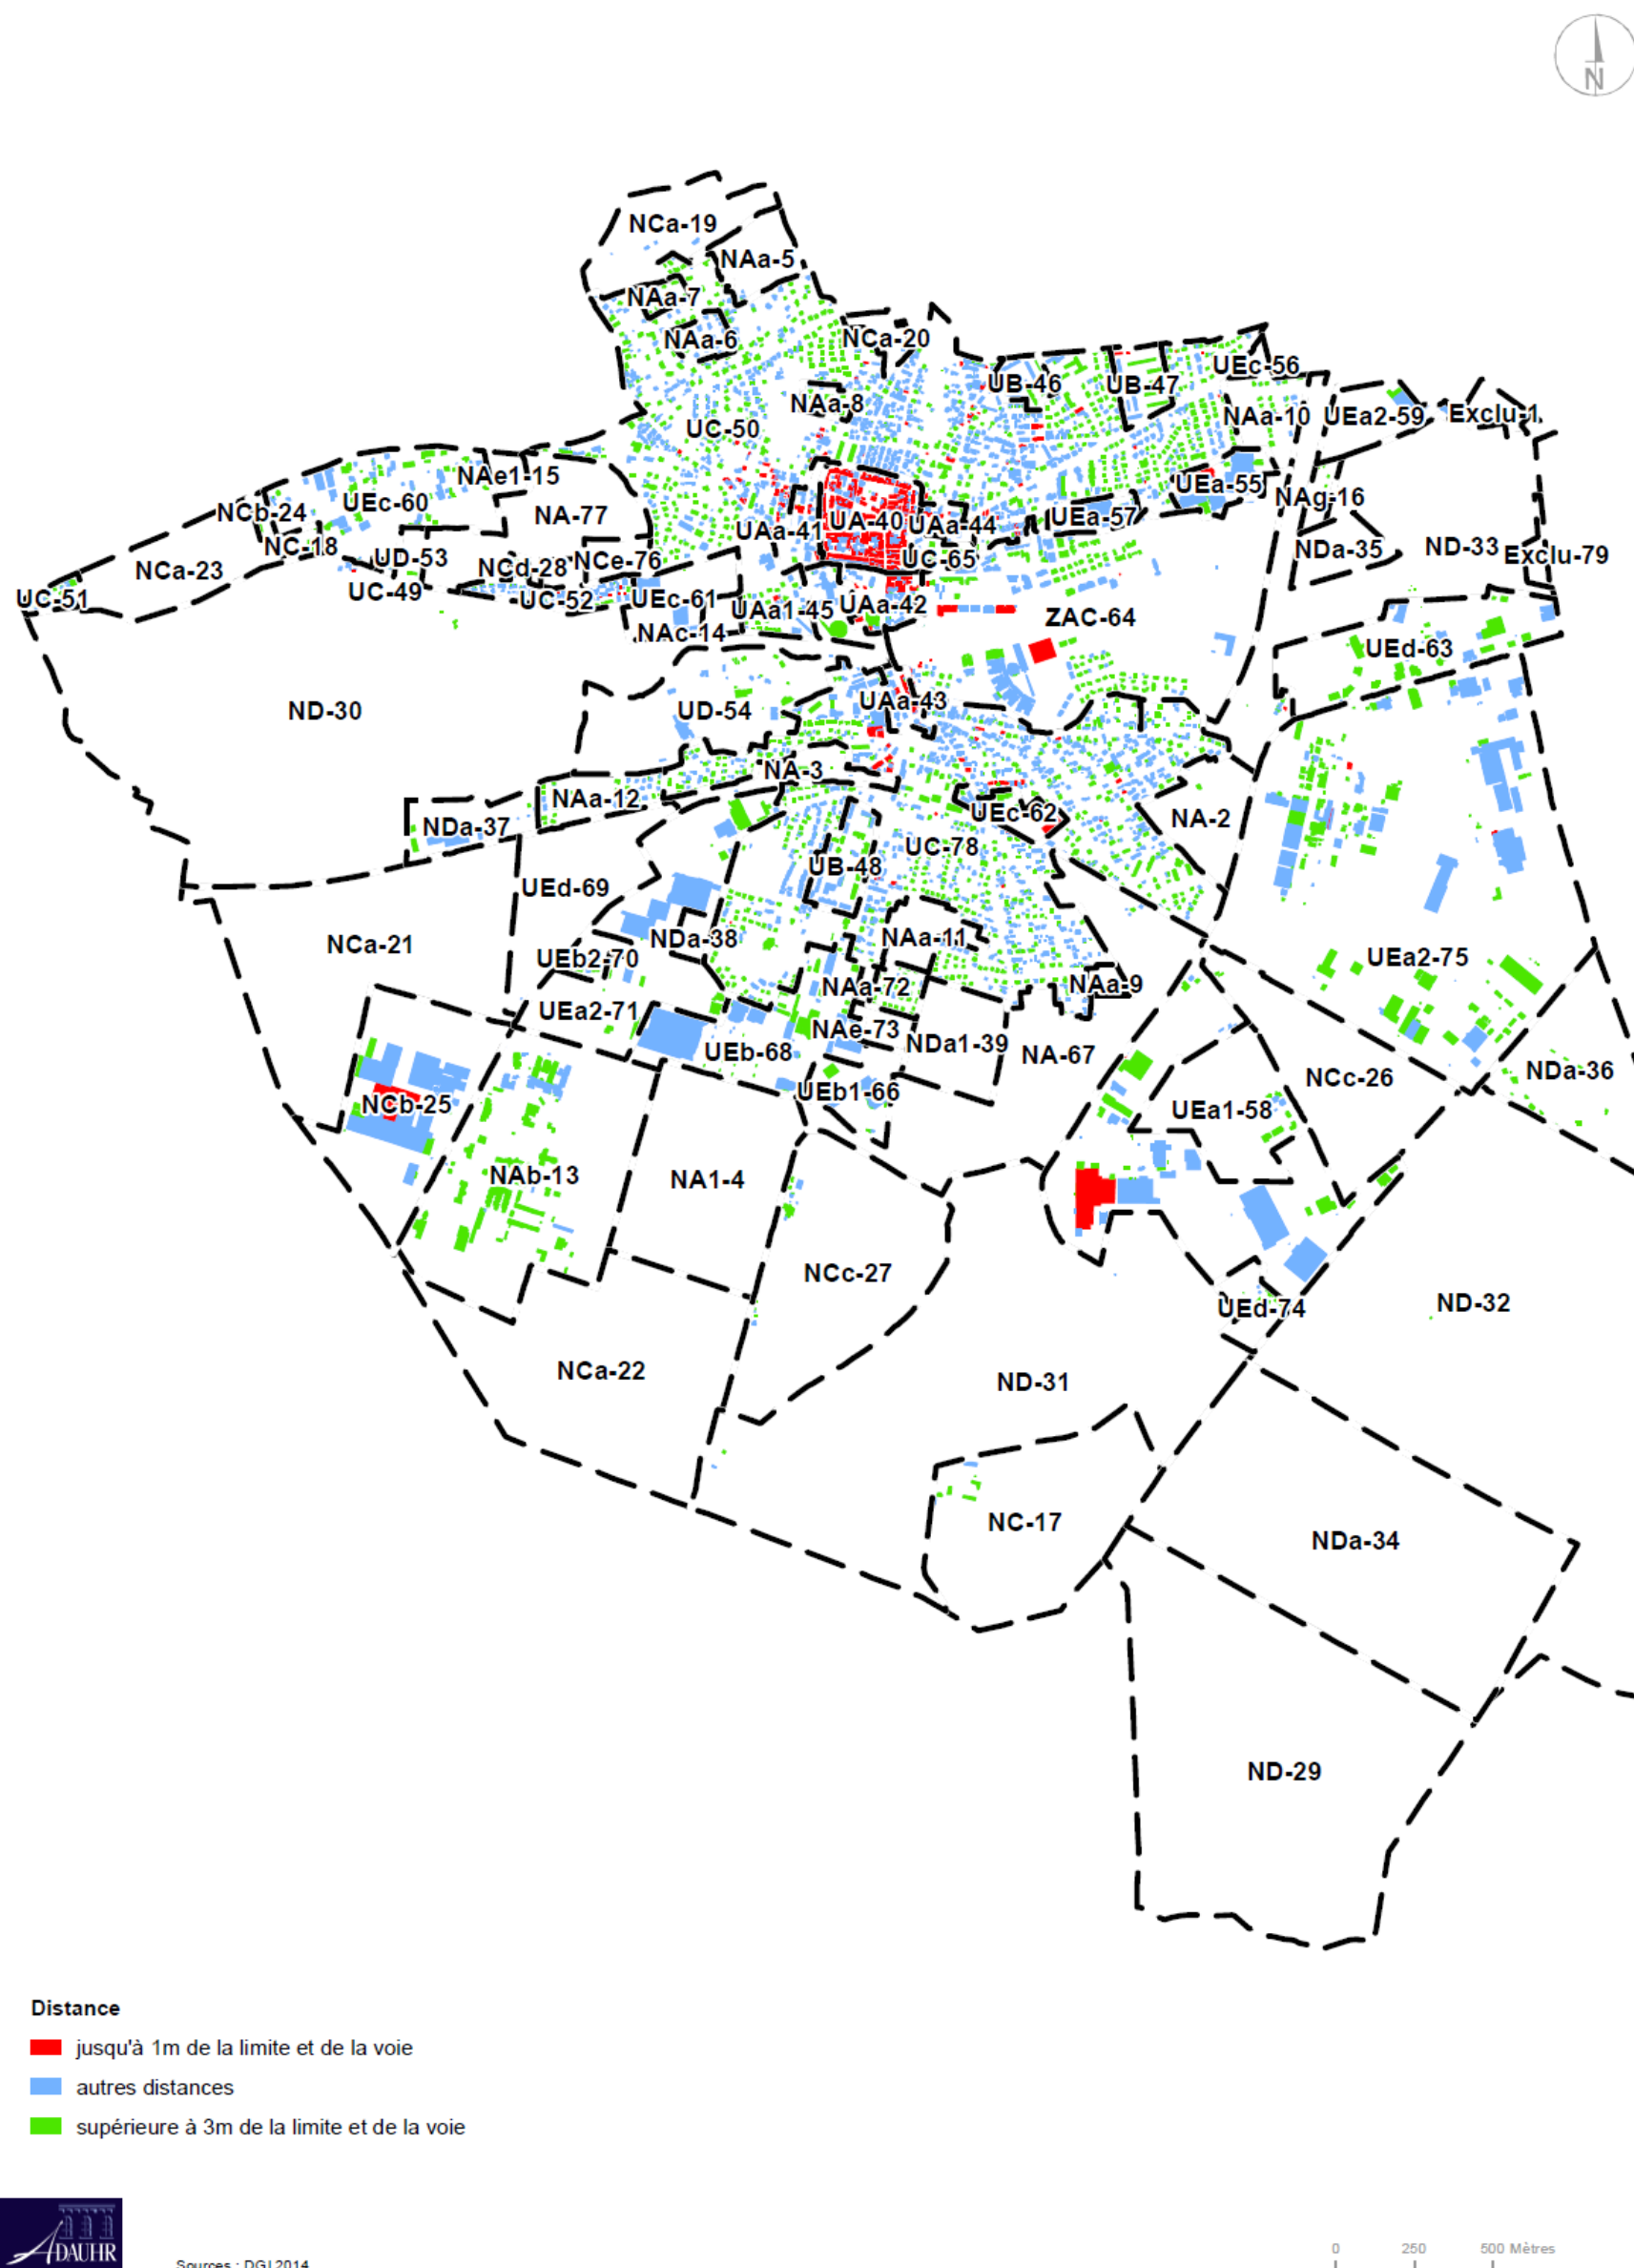 N
NCa-19
NAa-5
NAa-7
NAa-6
NCa-20
UEc-56
UB-46
UB-47
NAa-8
NAa-10
UEa2-59
Exclu-1
UC-50
NAe1-15
UEc-60
UEa-55
NAg-16
NCb-24
NA-77
UAa-41
UA-40
UAa-44
UEa-57
NC-18
UD-53
NCd-28
NCe-76
UC-65
NDa-35
ND-33
Exclu-79
NCa-23
UC-51
UC-49
UC-52
UEc-61
UAa1-45
UAa-42
ZAC-64
NAc-14
UEd-63
ND-30
UD-54
UAa-43
NA-3
NAa-12
NDa-37
UEc-62
NA-2
UC-78
UB-48
UEd-69
NCa-21
NDa-38
NAa-11
UEb2-70
UEa2-75
NAa-72
NAa-9
UEa2-71
NAe-73
UEb-68
NDa1-39
NA-67
NCc-26
NDa-36
UEb1-66
NCb-25
UEa1-58
NAb-13
NA1-4
NCc-27
UEd-74
ND-32
NCa-22
ND-31
NC-17
NDa-34
ND-29
Distance
jusqu'à 1m de la limite et de la voie
autres distances
supérieure à 3m de la limite et de la voie
ADAUHR
Sources : DGI 2014
0 250 500 Mètres